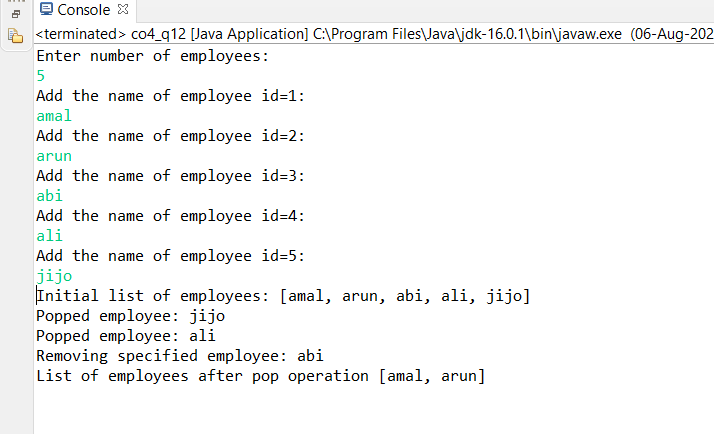 Console
<terminated> co4_q12 [Java Application] C:\Program Files\Java\jdk-16.0.1\bin\javaw.exe (06-Aug-202
Enter number of employees:
5
Add the name of employee id=1:
amal
Add the name of employee id=2:
arun
Add the name of employee id=3:
abi
Add the name of employee id=4:
ali
Add the name of employee id=5:
jijo
Initial list of employees: [amal, arun, abi, ali, jijo]
Popped employee: jijo
Popped employee: ali
Removing specified employee: abi
List of employees after pop operation [amal, arun]